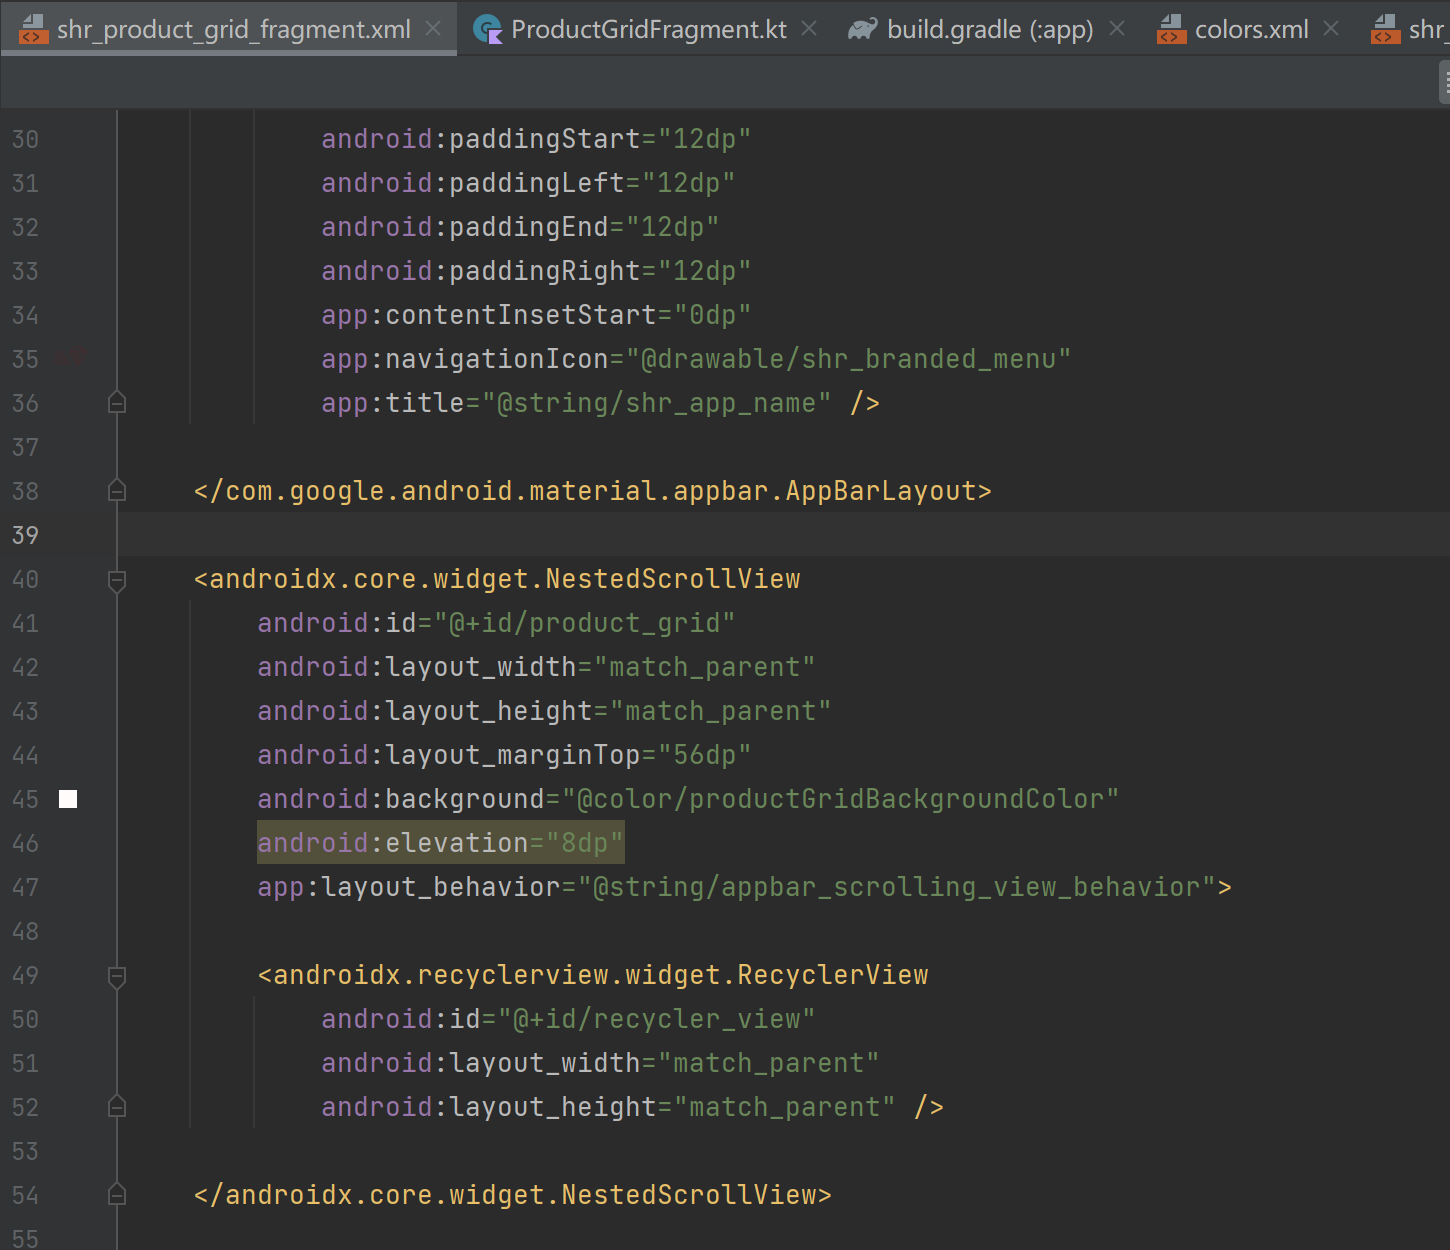 shr_product_grid_fragment.xml ProductGridFragment.kt build.gradle (:app) colors.xml shr_
30 android:paddingStart="12dp"
31 android:paddingLeft="12dp"
32 android:paddingEnd="12dp"
33 android:paddingRight="12dp"
34 app:contentInsetStart="0dp"
35 app:navigationIcon="@drawable/shr_branded_menu"
36 app:title="@string/shr_app_name" />
37
38 </com.google.android.material.appbar.AppBarLayout>
39
40 <androidx.core.widget.NestedScrollView
41 android:id="@+id/product_grid"
42 android:layout_width="match_parent"
43 android:layout_height="match_parent"
44 android:layout_marginTop="56dp"
45 android:background="@color/productGridBackgroundColor"
46 android:elevation="8dp"
47 app:layout_behavior="@string/appbar_scrolling_view_behavior">
48
49 <androidx.recyclerview.widget.RecyclerView
50 android:id="@+id/recycler_view"
51 android:layout_width="match_parent"
52 android:layout_height="match_parent" />
53
54 </androidx.core.widget.NestedScrollView>
55